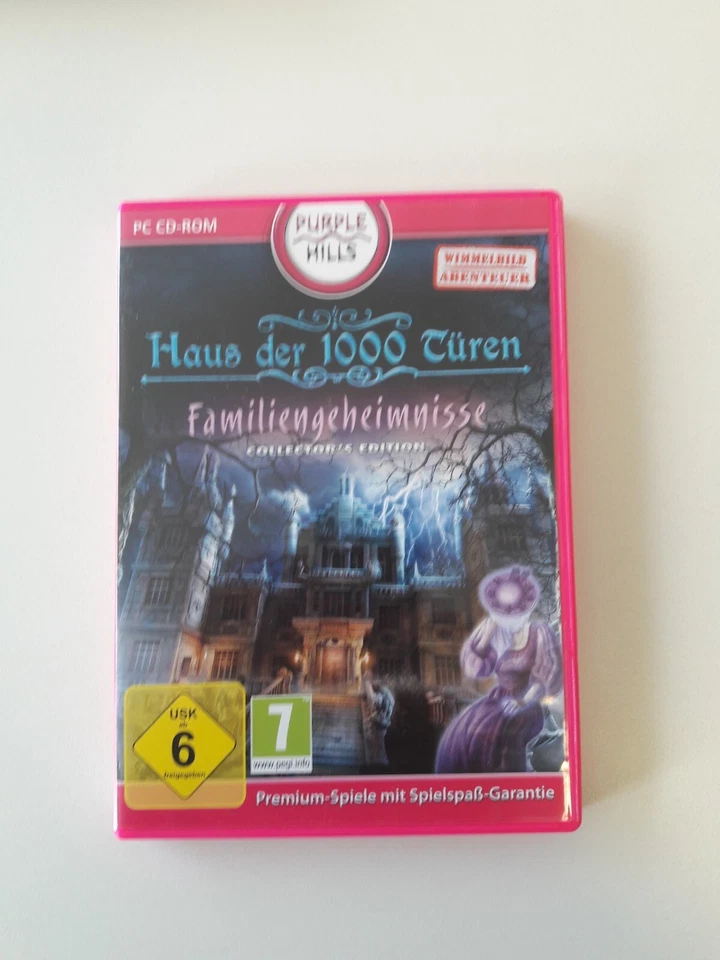 PC CD-ROM
PURPLE
HILLS
WIMMELBILD
ABENTEUER
Haus der 1000 Türen
Familiengeheimnisse
COLLECTOR'S EDITION
USK
ab
6
freigegeben
7
www.pegi.info
Premium-Spiele mit Spielspaß-Garantie